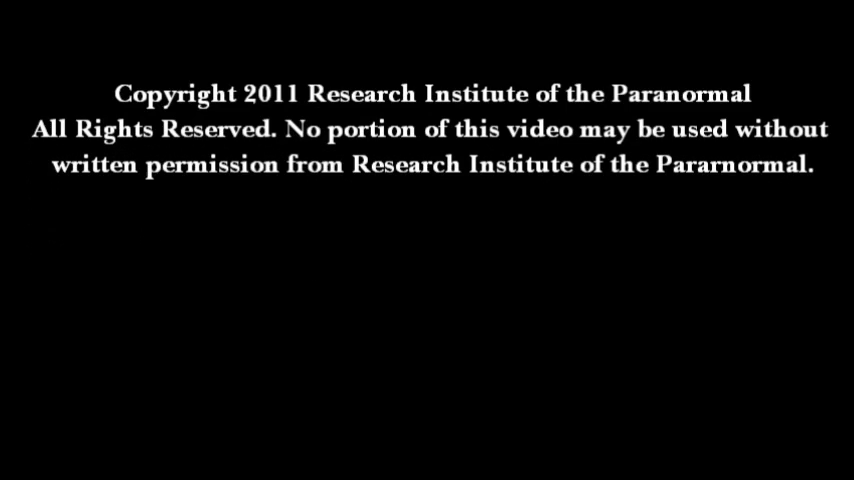 Copyright 2011 Research Institute of the Paranormal
All Rights Reserved. No portion of this video may be used without
written permission from Research Institute of the Pararnormal.